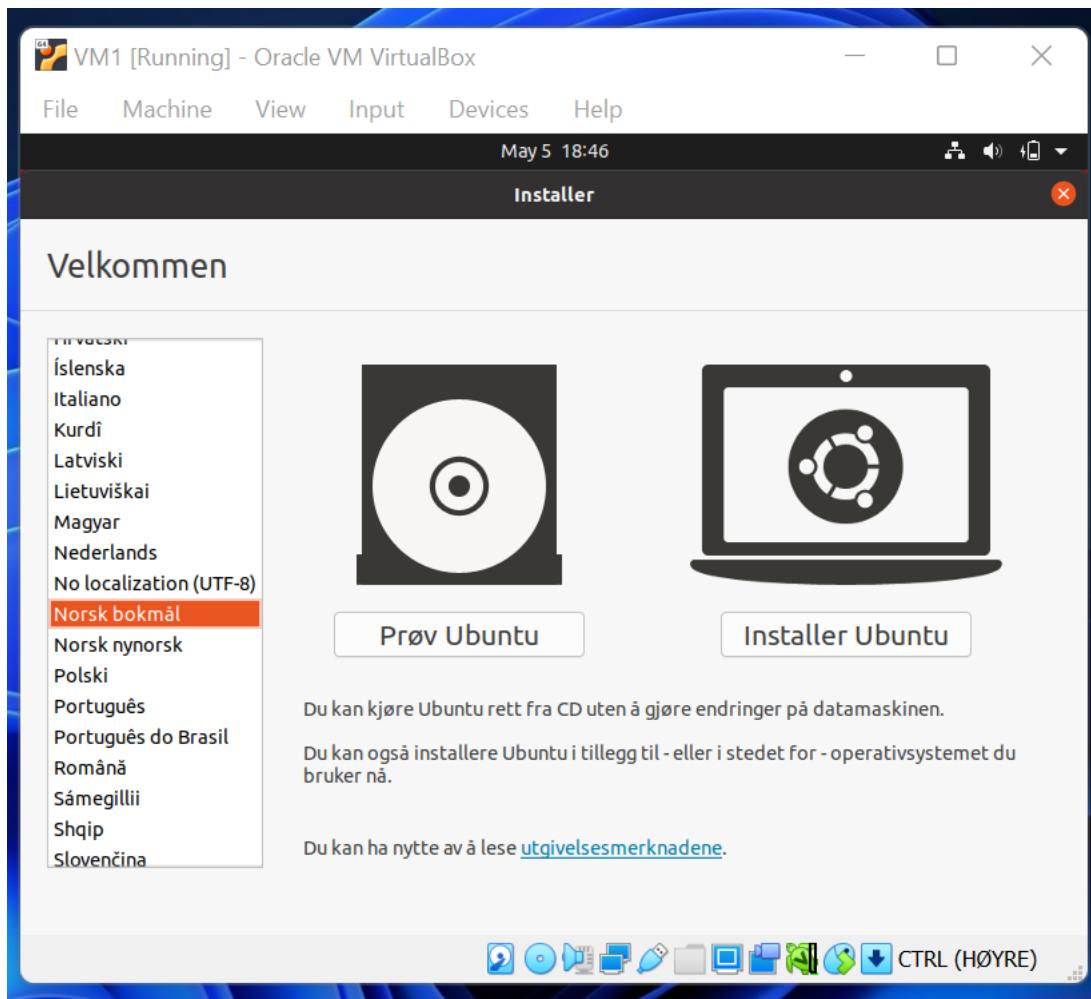 VM1 [Running] - Oracle VM VirtualBox
File Machine View Input Devices Help
May 5 18:46
Installer
Velkommen
Hrvatski
Íslenska
Italiano
Kurdî
Latviski
Lietuviškai
Magyar
Nederlands
No localization (UTF-8)
Norsk bokmål
Norsk nynorsk
Polski
Português
Português do Brasil
Română
Sámegillii
Shqip
Slovenčina
Prøv Ubuntu
Installer Ubuntu
Du kan kjøre Ubuntu rett fra CD uten å gjøre endringer på datamaskinen.
Du kan også installere Ubuntu i tillegg til - eller i stedet for - operativsystemet du
bruker nå.
Du kan ha nytte av å lese utgivelsesmerknadene.
CTRL (HØYRE)